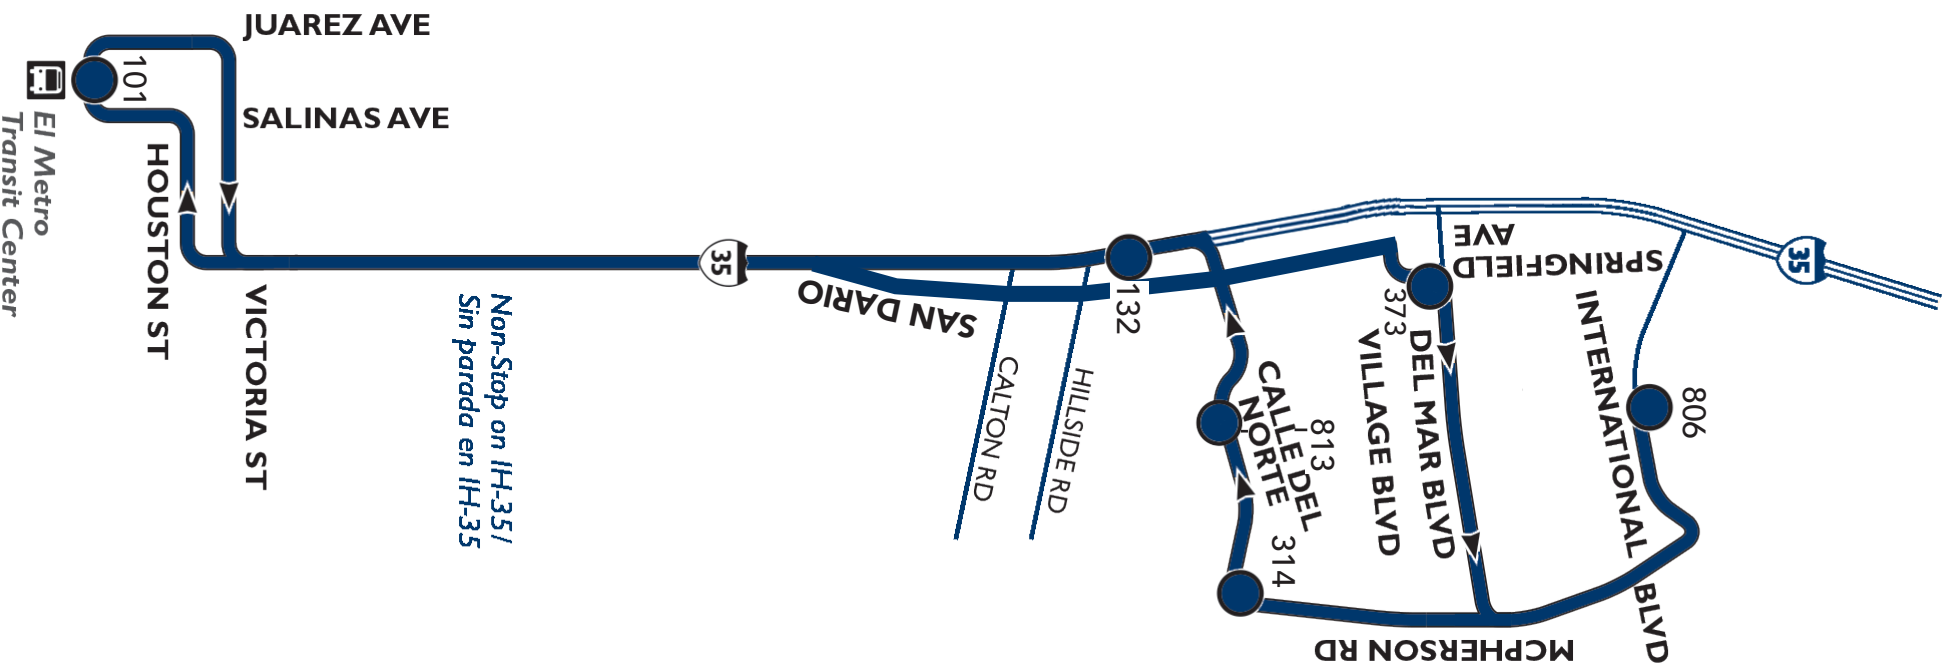 JUAREZ AVE
SALINAS AVE
101
El Metro
Transit Center
HOUSTON ST
VICTORIA ST
Non-Stop on IH-35/
Sin parada en IH-35
35
SAN DARIO
CALTON RD
HILLSIDE RD
132
CALLE DEL
NORTE
813
314
373
VILLAGE BLVD
DEL MAR BLVD
SPRINGFIELD
AVE
35
INTERNATIONAL BLVD
806
MCPHERSON RD